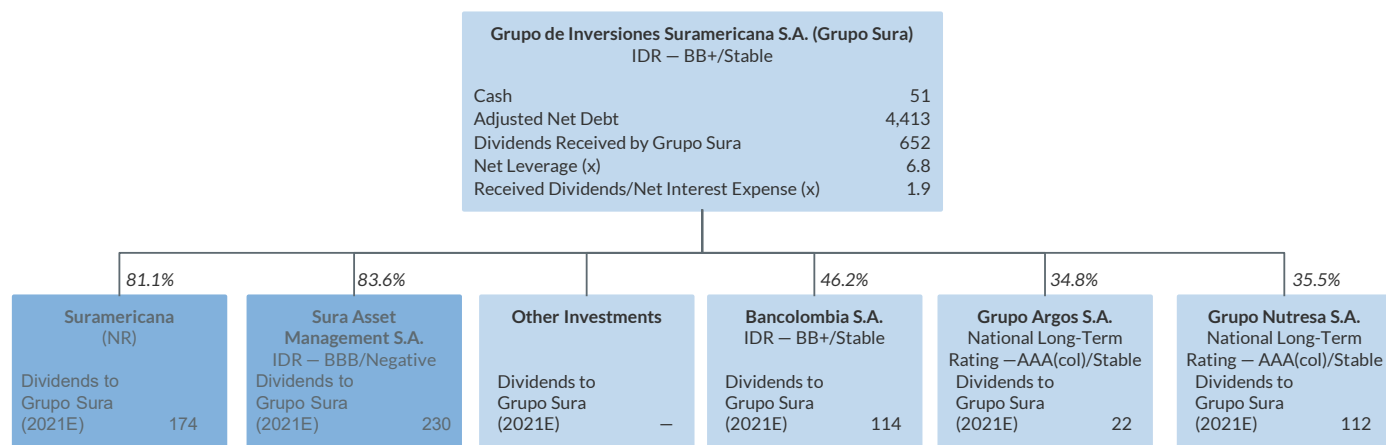 Grupo de Inversiones Suramericana S.A. (Grupo Sura)
IDR — BB+/Stable
Cash 51
Adjusted Net Debt 4,413
Dividends Received by Grupo Sura 652
Net Leverage (x) 6.8
Received Dividends/Net Interest Expense (x) 1.9
81.1%
83.6%
46.2%
34.8%
35.5%
Suramericana
(NR)
Dividends to
Grupo Sura
(2021E) 174
Sura Asset
Management S.A.
IDR — BBB/Negative
Dividends to
Grupo Sura
(2021E) 230
Other Investments
Dividends to
Grupo Sura
(2021E) —
Bancolombia S.A.
IDR — BB+/Stable
Dividends to
Grupo Sura
(2021E) 114
Grupo Argos S.A.
National Long-Term
Rating —AAA(col)/Stable
Dividends to
Grupo Sura
(2021E) 22
Grupo Nutresa S.A.
National Long-Term
Rating — AAA(col)/Stable
Dividends to
Grupo Sura
(2021E) 112